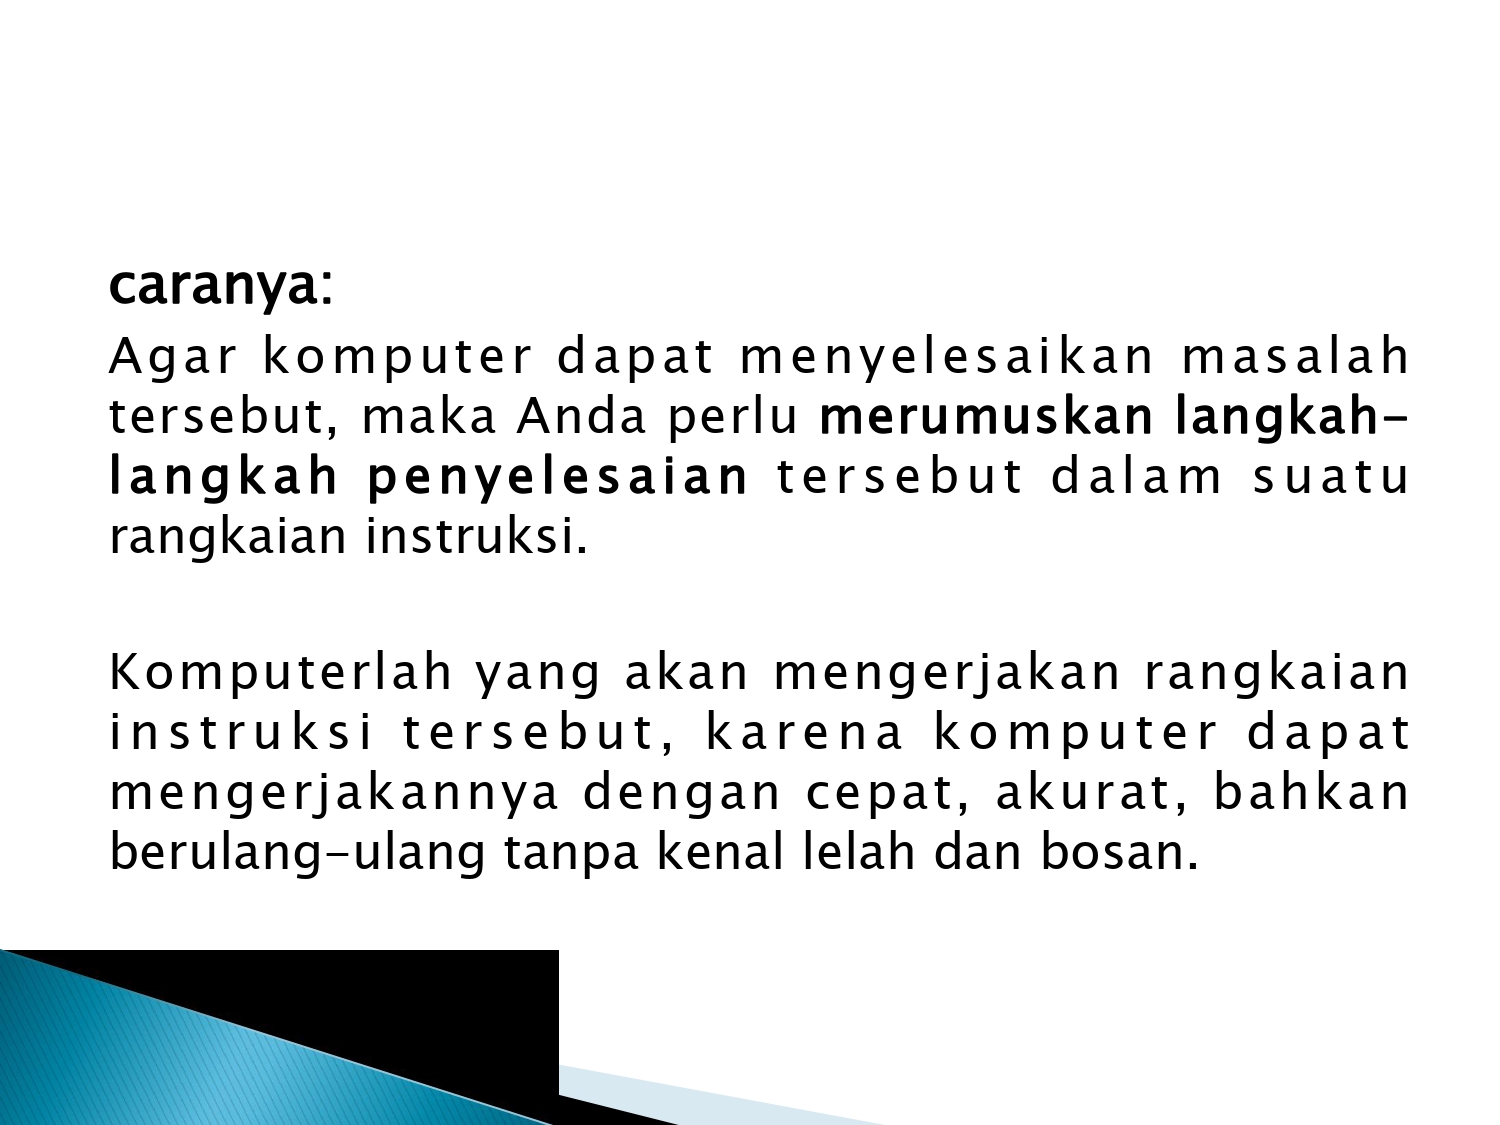 caranya:
Agar komputer dapat menyelesaikan masalah
tersebut, maka Anda perlu merumuskan langkah-
langkah penyelesaian tersebut dalam suatu
rangkaian instruksi.
Komputerlah yang akan mengerjakan rangkaian
instruksi tersebut, karena komputer dapat
mengerjakannya dengan cepat, akurat, bahkan
berulang-ulang tanpa kenal lelah dan bosan.